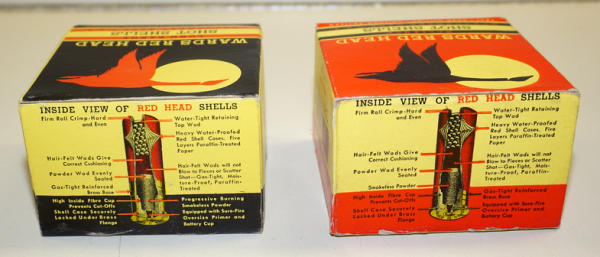 WARDS RED HEAD
SHOT SHELLS
INSIDE VIEW OF RED HEAD SHELLS
Firm Roll Crimp-Hard
and Even
Water-Tight Retaining
Top Wad
Heavy Water-Proofed
Red Shell Cases. Five
Layers Paraffin-Treated
Paper
Hair-Felt Wads Give
Correct Cushioning
Hair-Felt Wads will not
Blow to Pieces or Scatter
Shot—Gas-Tight, Mois-
ture-Proof, Paraffin-
Treated
Powder Wad Evenly
Seated
Gas-Tight Reinforced
Brass Base
High Inside Fibre Cup
Prevents Cut-Offs
Shell Case Securely
Locked Under Brass
Flange
Progressive Burning
Smokeless Powder
Equipped with Sure-Fire
Oversize Primer and
Battery Cup
WARDS RED HEAD
SHOT SHELLS
INSIDE VIEW OF RED HEAD SHELLS
Firm Roll Crimp-Hard
and Even
Water-Tight Retaining
Top Wad
Heavy Water-Proofed
Red Shell Cases, Five
Layers Paraffin-Treated
Paper
Hair-Felt Wads Give
Correct Cushioning
Hair-Felt Wads will not
Blow to Pieces or Scatter
Shot—Gas-Tight, Mois-
ture-Proof, Paraffin-
Treated
Powder Wad Evenly
Seated
Smokeless Powder
High Inside Fibre Cup
Prevents Cut-Offs
Shell Case Securely
Locked Under Brass
Flange
Gas-Tight Reinforced
Brass Base
Equipped with Sure-Fire
Oversize Primer and
Battery Cup